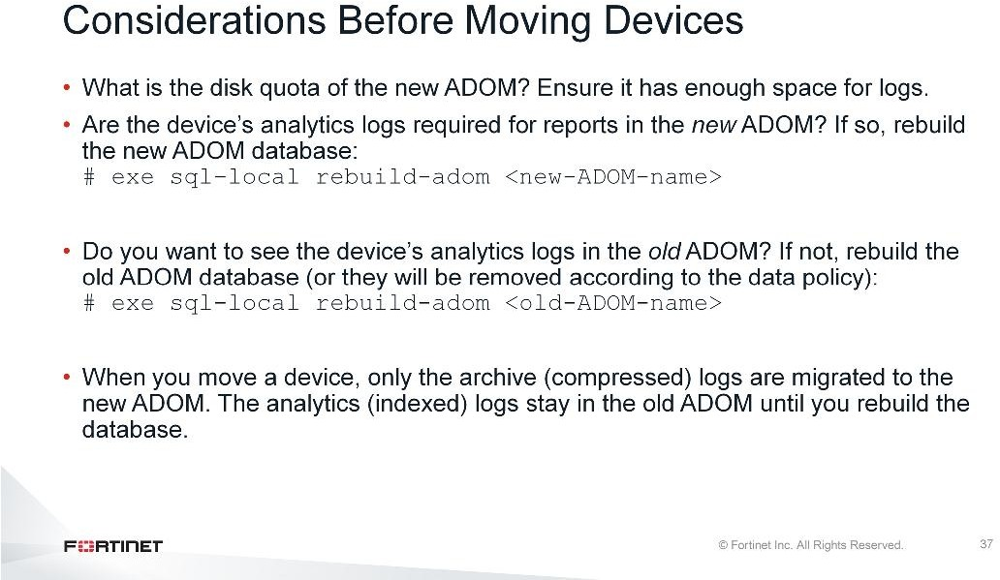 Considerations Before Moving Devices
• What is the disk quota of the new ADOM? Ensure it has enough space for logs.
• Are the device’s analytics logs required for reports in the new ADOM? If so, rebuild
the new ADOM database:
# exe sql-local rebuild-adom <new-ADOM-name>
• Do you want to see the device’s analytics logs in the old ADOM? If not, rebuild the
old ADOM database (or they will be removed according to the data policy):
# exe sql-local rebuild-adom <old-ADOM-name>
• When you move a device, only the archive (compressed) logs are migrated to the
new ADOM. The analytics (indexed) logs stay in the old ADOM until you rebuild the
database.
FORTINET
© Fortinet Inc. All Rights Reserved.
37